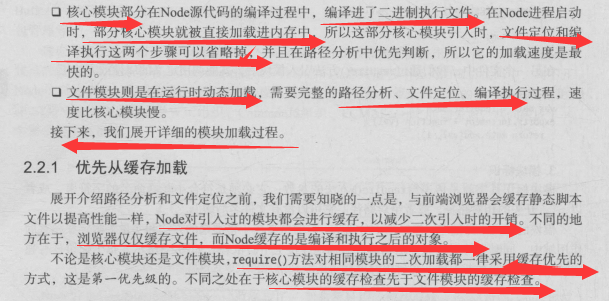 □ 核心模块部分在Node源代码的编译过程中，编译进了二进制执行文件。在Node进程启动
时，部分核心模块就被直接加载进内存中，所以这部分核心模块引入时，文件定位和编
译执行这两个步骤可以省略掉，并且在路径分析中优先判断，所以它的加载速度是最
快的。
□ 文件模块则是在运行时动态加载，需要完整的路径分析、文件定位、编译执行过程，速
度比核心模块慢。
接下来，我们展开详细的模块加载过程。
2.2.1 优先从缓存加载
展开介绍路径分析和文件定位之前，我们需要知晓的一点是，与前端浏览器会缓存静态脚本
文件以提高性能一样，Node对引入过的模块都会进行缓存，以减少二次引入时的开销。不同的地
方在于，浏览器仅仅缓存文件，而Node缓存的是编译和执行之后的对象。
不论是核心模块还是文件模块，require()方法对相同模块的二次加载都一律采用缓存优先的
方式，这是第一优先级的。不同之处在于核心模块的缓存检查先于文件模块的缓存检查。